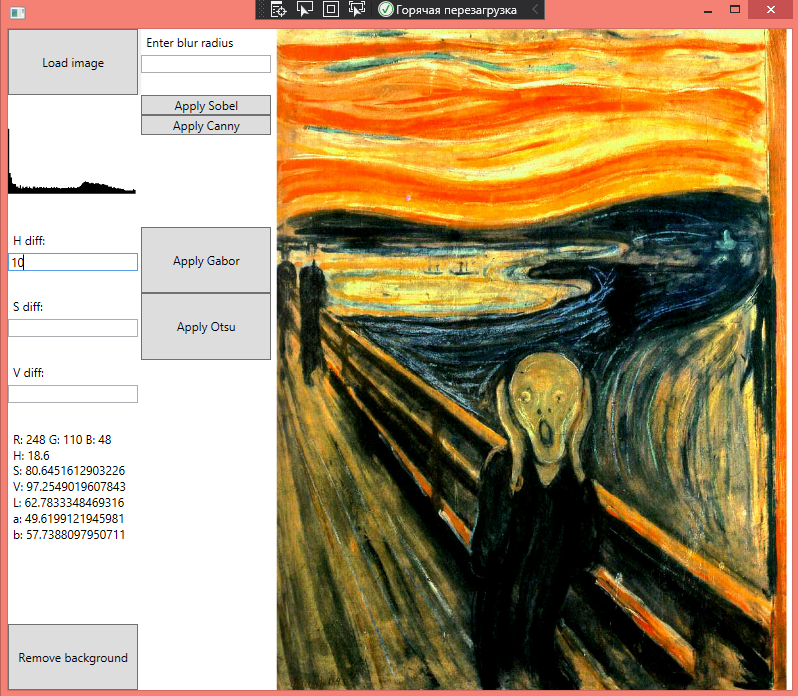 Горячая перезагрузка
Load image
Enter blur radius
Apply Sobel
Apply Canny
H diff:
10
Apply Gabor
S diff:
Apply Otsu
V diff:
R: 248 G: 110 B: 48
H: 18.6
S: 80.6451612903226
V: 97.2549019607843
L: 62.7833348469316
a: 49.6199121945981
b: 57.7388097950711
Remove background